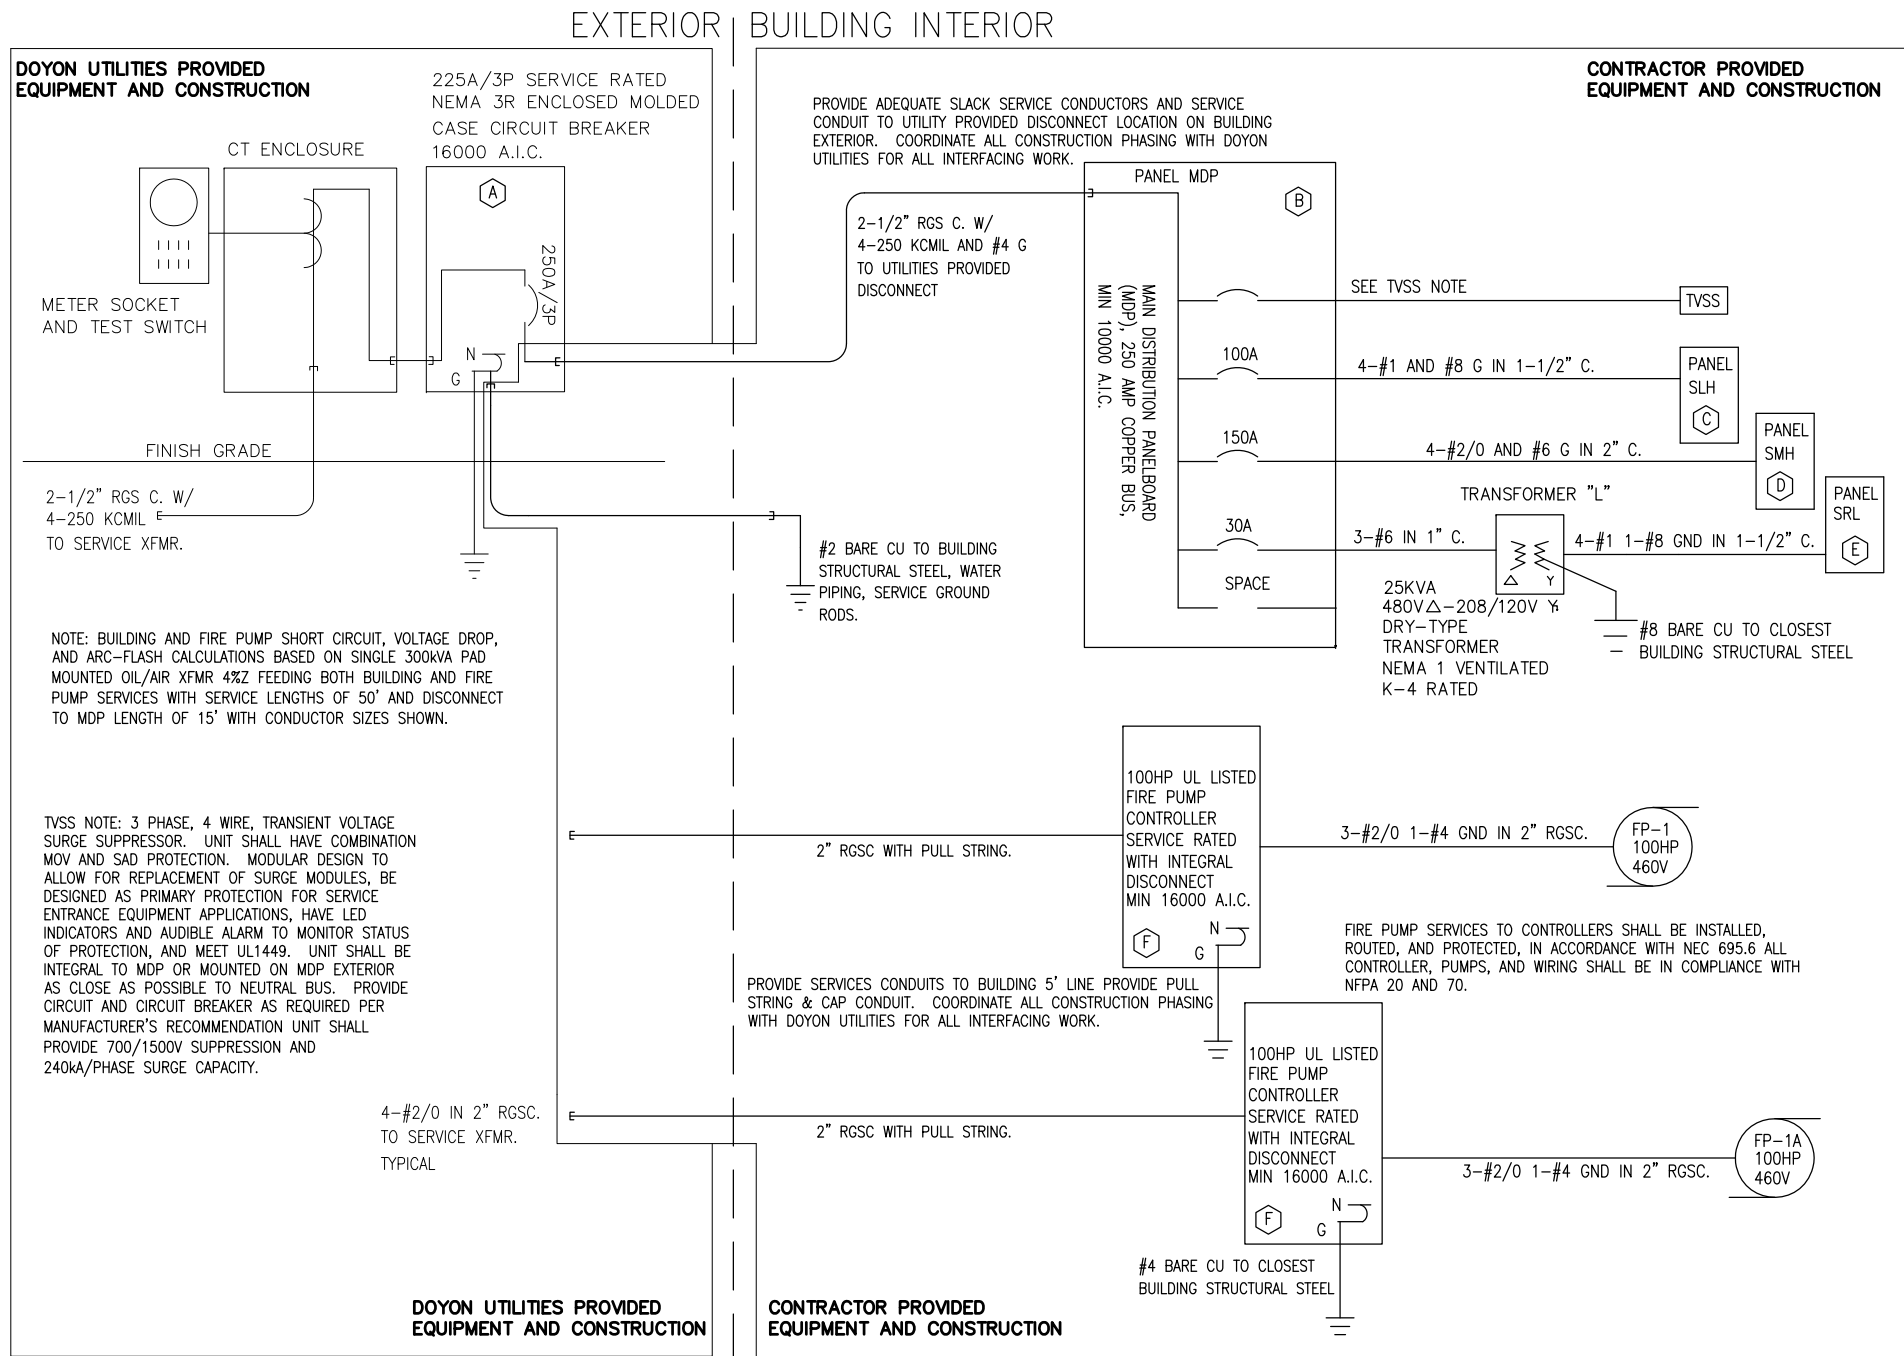 EXTERIOR
BUILDING INTERIOR
DOYON UTILITIES PROVIDED
EQUIPMENT AND CONSTRUCTION
225A/3P SERVICE RATED
NEMA 3R ENCLOSED MOLDED
CASE CIRCUIT BREAKER
16000 A.I.C.
CT ENCLOSURE
A
250A/3P
METER SOCKET
AND TEST SWITCH
N
G
FINISH GRADE
2-1/2" RGS C. W/
4-250 KCMIL
TO SERVICE XFMR.
#2 BARE CU TO BUILDING
STRUCTURAL STEEL, WATER
PIPING, SERVICE GROUND
RODS.
CONTRACTOR PROVIDED
EQUIPMENT AND CONSTRUCTION
PROVIDE ADEQUATE SLACK SERVICE CONDUCTORS AND SERVICE
CONDUIT TO UTILITY PROVIDED DISCONNECT LOCATION ON BUILDING
EXTERIOR. COORDINATE ALL CONSTRUCTION PHASING WITH DOYON
UTILITIES FOR ALL INTERFACING WORK.
PANEL MDP
B
2-1/2" RGS C. W/
4-250 KCMIL AND #4 G
TO UTILITIES PROVIDED
DISCONNECT
MAIN DISTRIBUTION PANELBOARD
(MDP), 250 AMP COPPER BUS,
MIN 10000 A.I.C.
SEE TVSS NOTE
TVSS
100A
4-#1 AND #8 G IN 1-1/2" C.
PANEL
SLH
C
150A
4-#2/0 AND #6 G IN 2" C.
PANEL
SMH
D
TRANSFORMER "L"
30A
3-#6 IN 1" C.
4-#1 1-#8 GND IN 1-1/2" C.
PANEL
SRL
E
SPACE
Y
25KVA
480V△-208/120V Y
DRY-TYPE
TRANSFORMER
NEMA 1 VENTILATED
K-4 RATED
#8 BARE CU TO CLOSEST
BUILDING STRUCTURAL STEEL
NOTE: BUILDING AND FIRE PUMP SHORT CIRCUIT, VOLTAGE DROP,
AND ARC-FLASH CALCULATIONS BASED ON SINGLE 300kVA PAD
MOUNTED OIL/AIR XFMR 4%Z FEEDING BOTH BUILDING AND FIRE
PUMP SERVICES WITH SERVICE LENGTHS OF 50' AND DISCONNECT
TO MDP LENGTH OF 15' WITH CONDUCTOR SIZES SHOWN.
TVSS NOTE: 3 PHASE, 4 WIRE, TRANSIENT VOLTAGE
SURGE SUPPRESSOR. UNIT SHALL HAVE COMBINATION
MOV AND SAD PROTECTION. MODULAR DESIGN TO
ALLOW FOR REPLACEMENT OF SURGE MODULES, BE
DESIGNED AS PRIMARY PROTECTION FOR SERVICE
ENTRANCE EQUIPMENT APPLICATIONS, HAVE LED
INDICATORS AND AUDIBLE ALARM TO MONITOR STATUS
OF PROTECTION, AND MEET UL1449. UNIT SHALL BE
INTEGRAL TO MDP OR MOUNTED ON MDP EXTERIOR
AS CLOSE AS POSSIBLE TO NEUTRAL BUS. PROVIDE
CIRCUIT AND CIRCUIT BREAKER AS REQUIRED PER
MANUFACTURER'S RECOMMENDATION UNIT SHALL
PROVIDE 700/1500V SUPPRESSION AND
240kA/PHASE SURGE CAPACITY.
2" RGSC WITH PULL STRING.
100HP UL LISTED
FIRE PUMP
CONTROLLER
SERVICE RATED
WITH INTEGRAL
DISCONNECT
MIN 16000 A.I.C.
N
F
G
3-#2/0 1-#4 GND IN 2" RGSC.
FP-1
100HP
460V
FIRE PUMP SERVICES TO CONTROLLERS SHALL BE INSTALLED,
ROUTED, AND PROTECTED, IN ACCORDANCE WITH NEC 695.6 ALL
CONTROLLER, PUMPS, AND WIRING SHALL BE IN COMPLIANCE WITH
NFPA 20 AND 70.
PROVIDE SERVICES CONDUITS TO BUILDING 5' LINE PROVIDE PULL
STRING & CAP CONDUIT. COORDINATE ALL CONSTRUCTION PHASING
WITH DOYON UTILITIES FOR ALL INTERFACING WORK.
4-#2/0 IN 2" RGSC.
TO SERVICE XFMR.
TYPICAL
2" RGSC WITH PULL STRING.
100HP UL LISTED
FIRE PUMP
CONTROLLER
SERVICE RATED
WITH INTEGRAL
DISCONNECT
MIN 16000 A.I.C.
N
F
G
3-#2/0 1-#4 GND IN 2" RGSC.
FP-1A
100HP
460V
#4 BARE CU TO CLOSEST
BUILDING STRUCTURAL STEEL
DOYON UTILITIES PROVIDED
EQUIPMENT AND CONSTRUCTION
CONTRACTOR PROVIDED
EQUIPMENT AND CONSTRUCTION